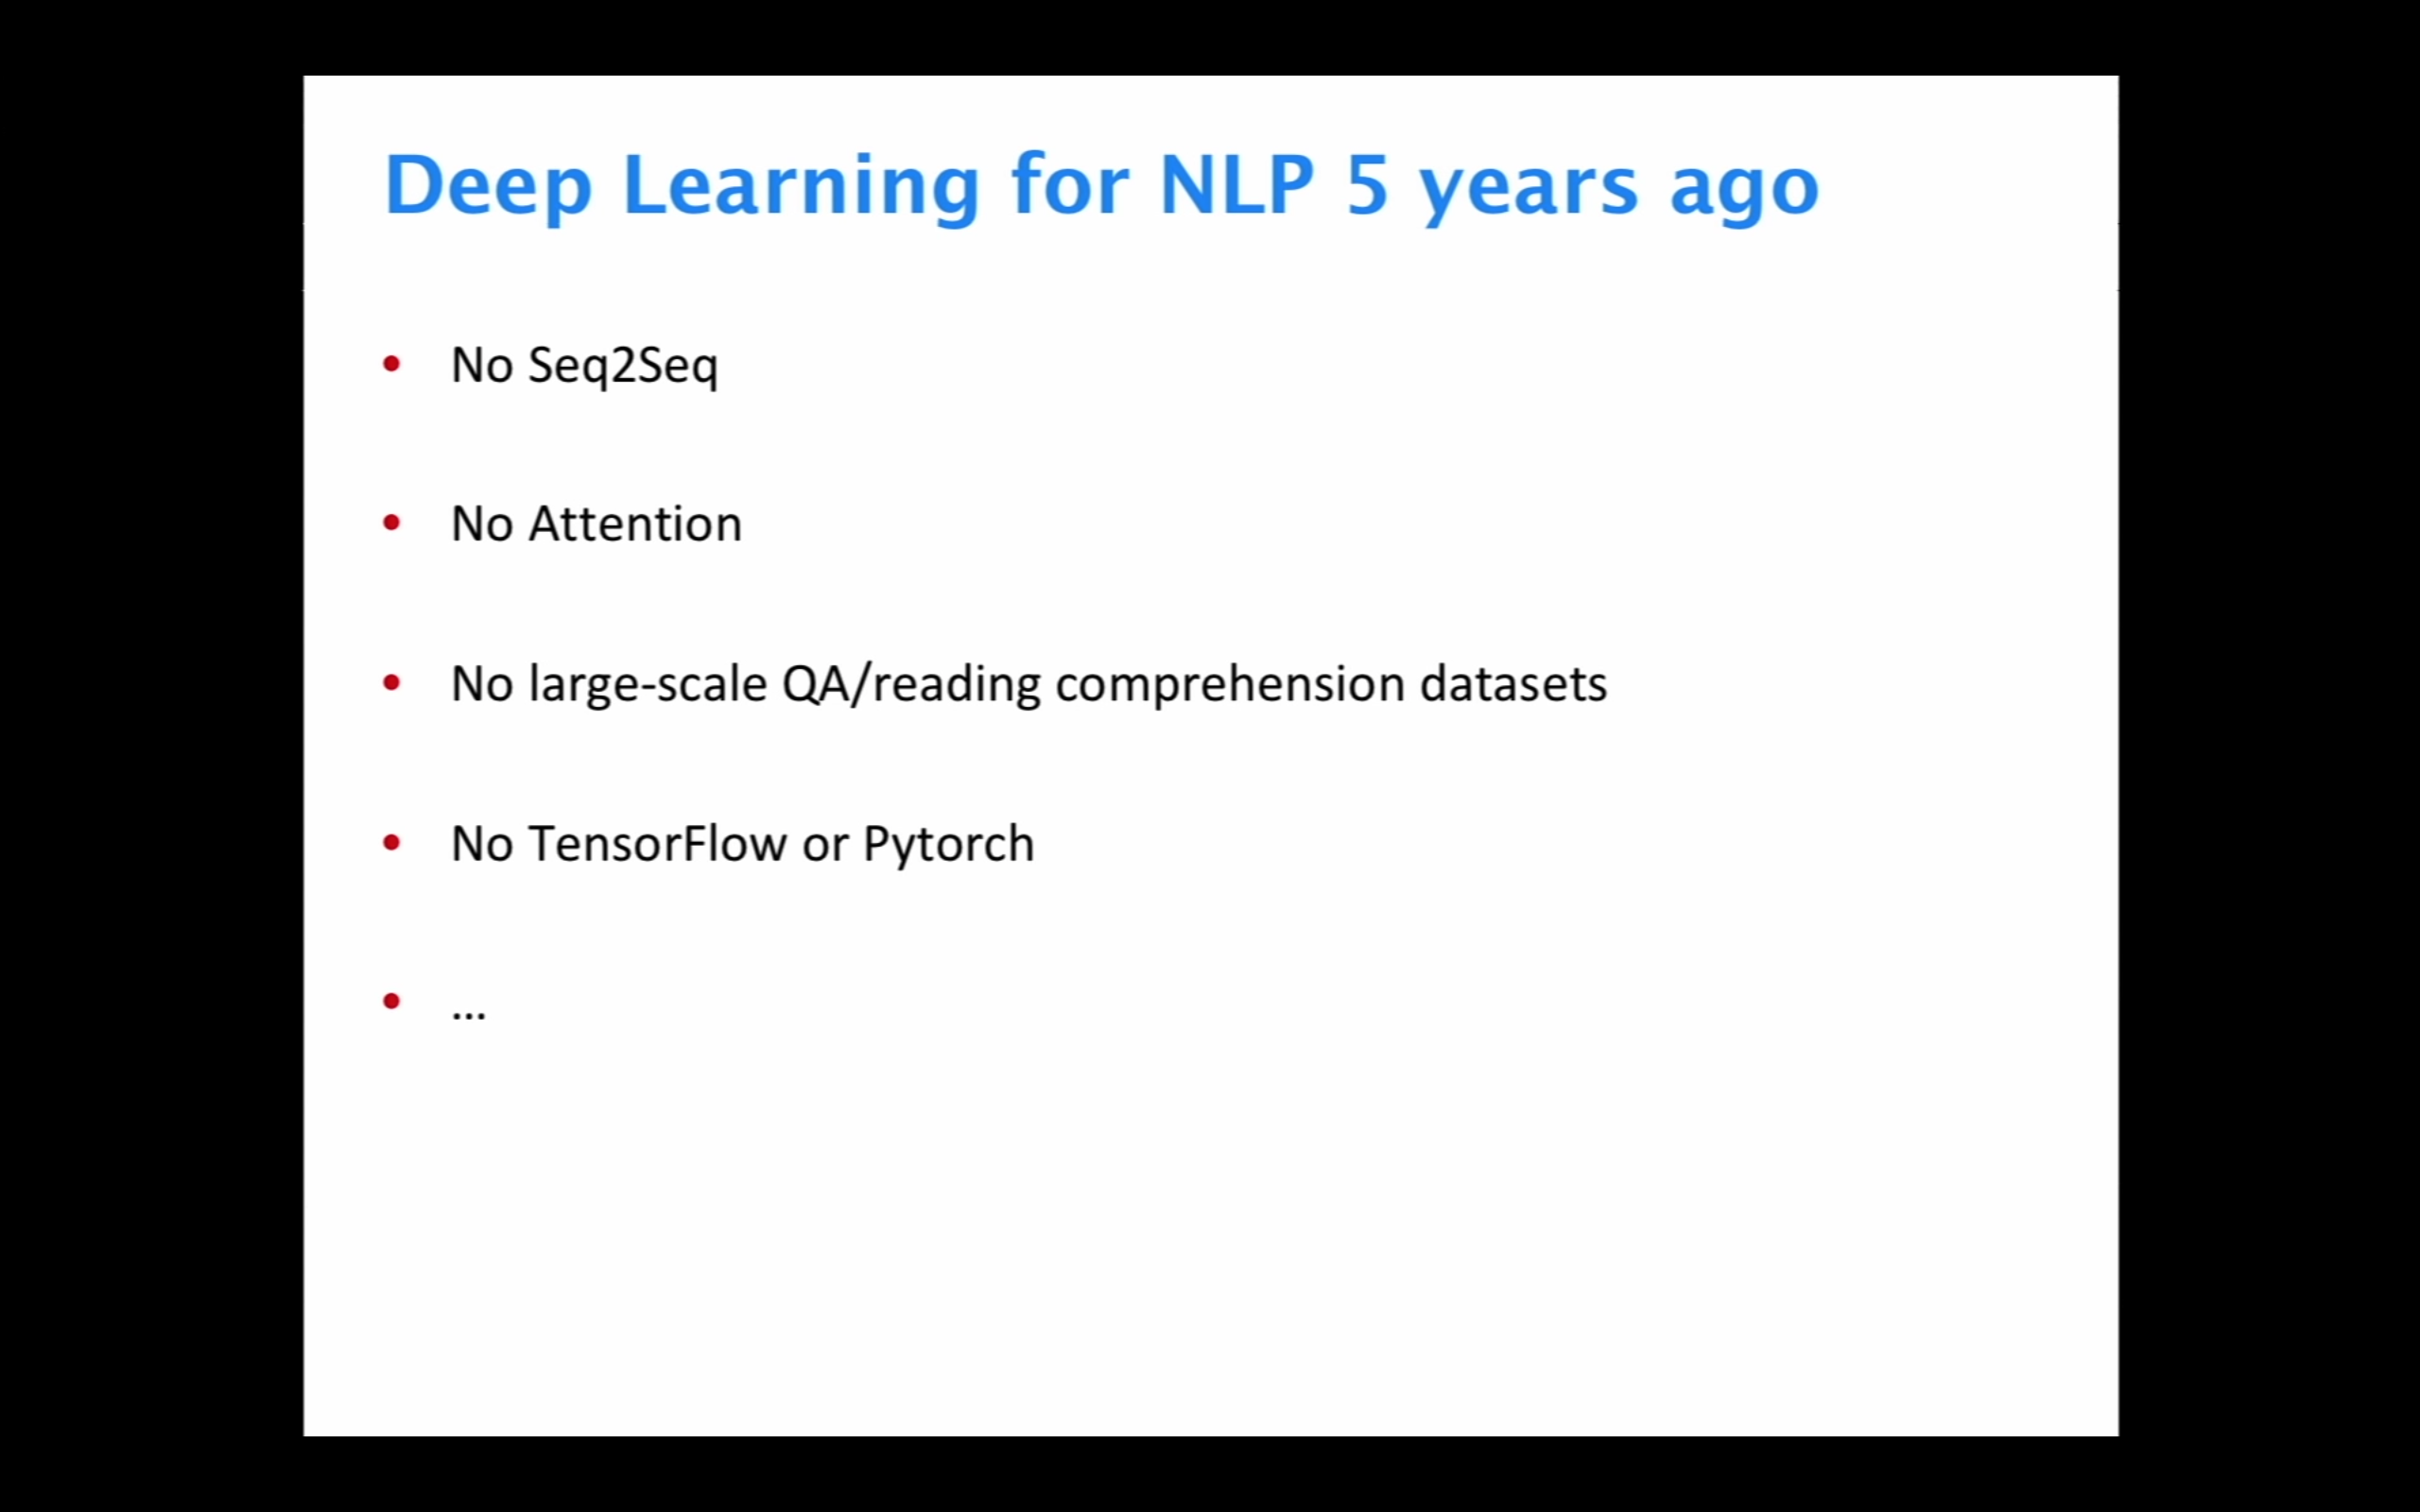 Deep Learning for NLP 5 years ago
• No Seq2Seq
• No Attention
• No large-scale QA/reading comprehension datasets
• No TensorFlow or Pytorch
• ...